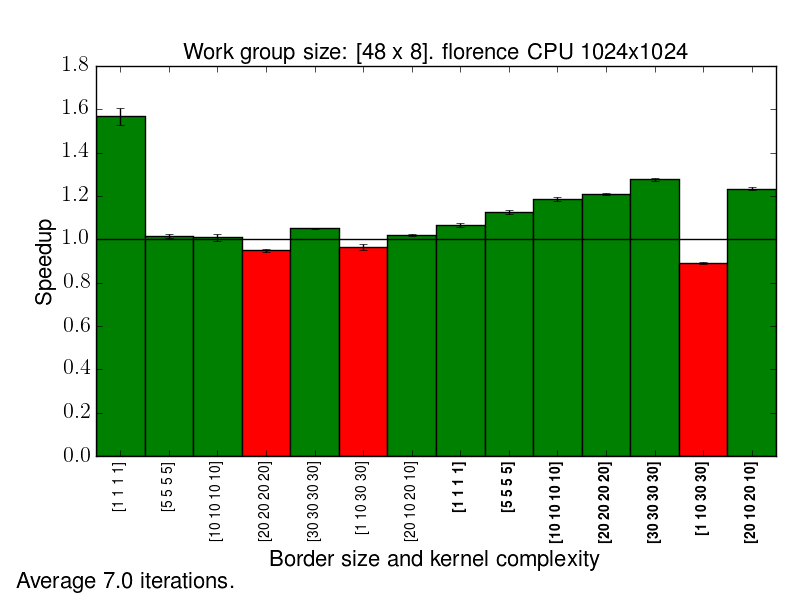 Work group size: [48 x 8]. florence CPU 1024x1024
Speedup
1.8
1.6
1.4
1.2
1.0
0.8
0.6
0.4
0.2
0.0
[1 1 1 1]
[5 5 5 5]
[10 10 10 10]
[20 20 20 20]
[30 30 30 30]
[1 10 30 30]
[20 10 20 10]
[1 1 1 1]
[5 5 5 5]
[10 10 10 10]
[20 20 20 20]
[30 30 30 30]
[1 10 30 30]
[20 10 20 10]
Border size and kernel complexity
Average 7.0 iterations.